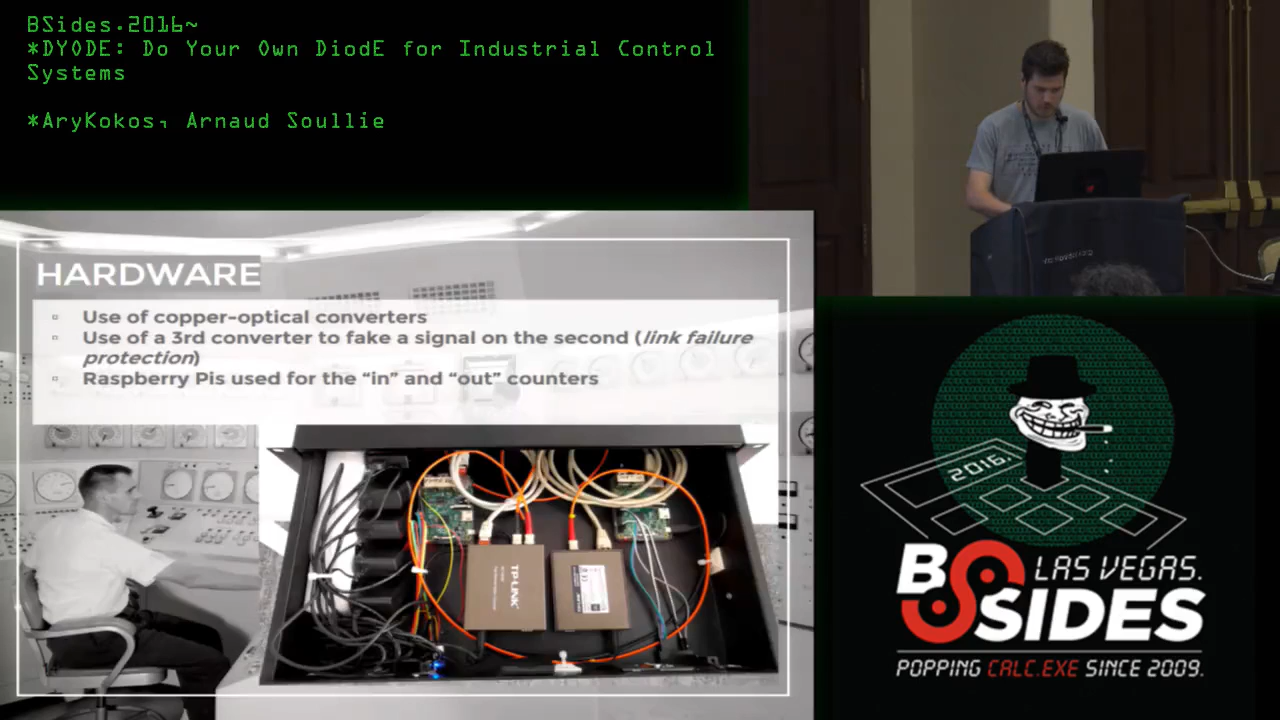 BSides.2016~
*DYODE: Do Your Own DiodE for Industrial Control
Systems
*AryKokos, Arnaud Soullie
HARDWARE
Use of copper-optical converters
Use of a 3rd converter to fake a signal on the second (link failure
protection)
Raspberry Pis used for the “in” and “out” counters
TP-LINK
2016.
BSIDES
LAS VEGAS.
POPPING CALC.EXE SINCE 2009.